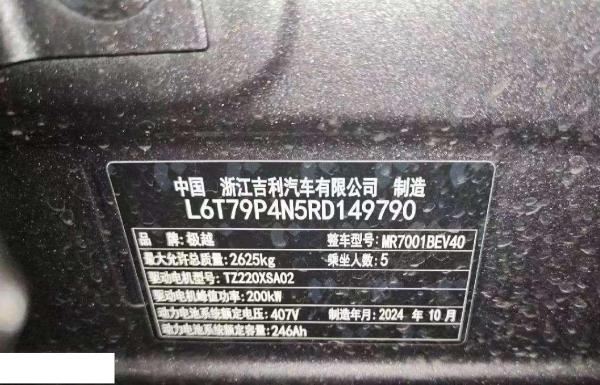 中国 浙江吉利汽车有限公司 制造
L6T79P4N5RD149790
品 牌:极越 整车型号:MR7001BEV40
最大允许总质量:2625kg 乘坐人数:5
驱动电机型号:TZ220XSA02
驱动电机峰值功率:200kW
动力电池系统额定电压:407V 制造年月:2024 年 10 月
动力电池系统额定容量:246Ah